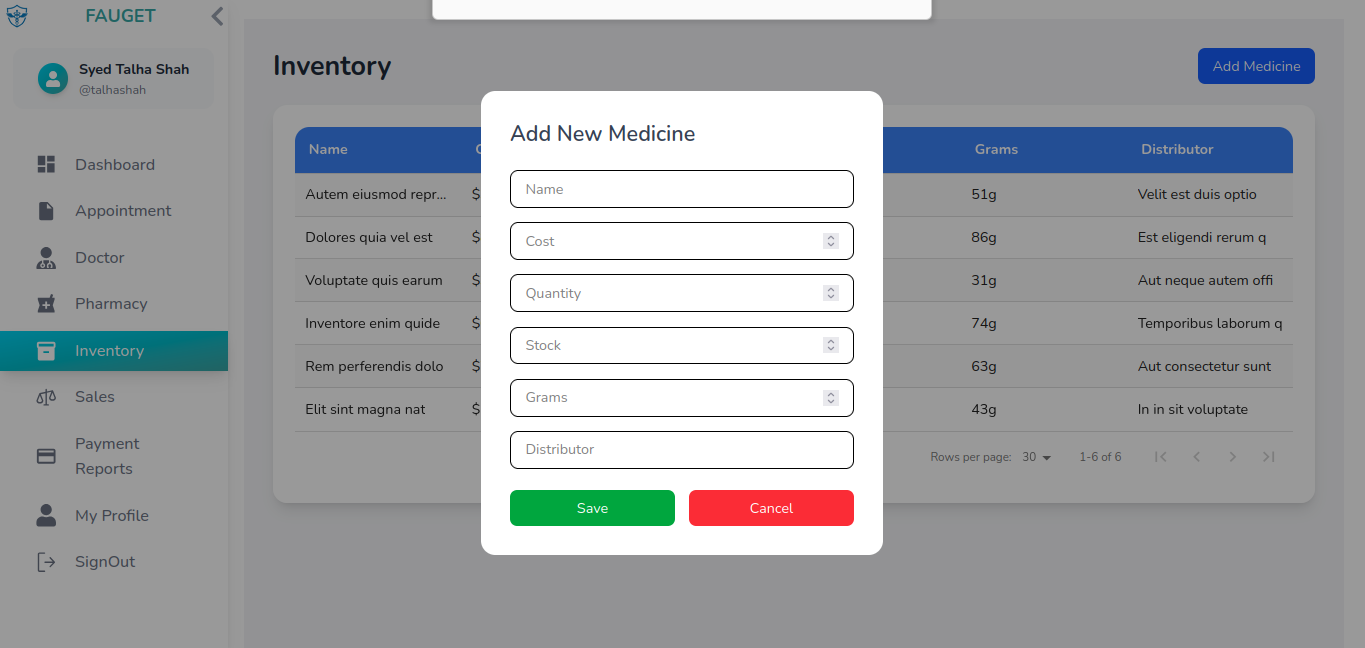 FAUGET
Syed Talha Shah
@talhashah
Dashboard
Appointment
Doctor
Pharmacy
Inventory
Sales
Payment
Reports
My Profile
SignOut
Inventory
Add Medicine
Name Grams Distributor
Autem eiusmod repr... $ 51g Velit est duis optio
Dolores quia vel est $ 86g Est eligendi rerum q
Voluptate quis earum $ 31g Aut neque autem offi
Inventore enim quide $ 74g Temporibus laborum q
Rem perferendis dolo $ 63g Aut consectetur sunt
Elit sint magna nat $ 43g In in sit voluptate
Rows per page: 30 1-6 of 6
Add New Medicine
Name
Cost
Quantity
Stock
Grams
Distributor
Save Cancel